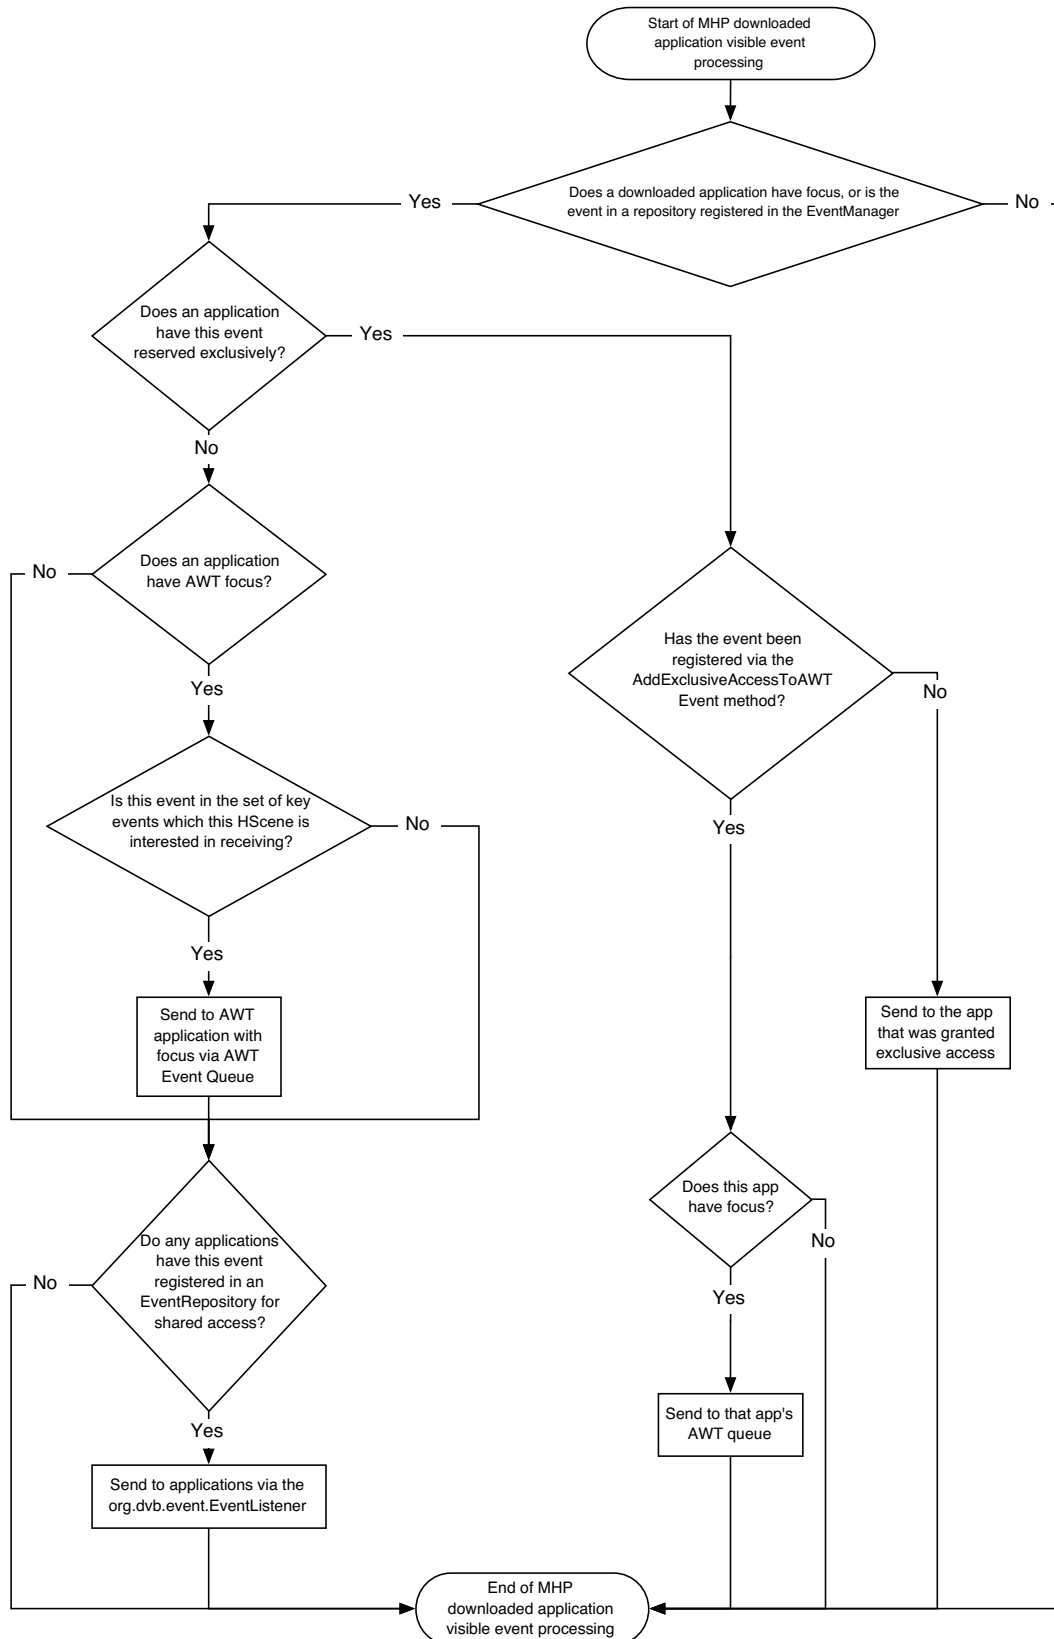 Start of MHP downloaded
application visible event
processing
Does a downloaded application have focus, or is the
event in a repository registered in the EventManager
Yes
No
Does an application
have this event
reserved exclusively?
Yes
No
Does an application
have AWT focus?
No
Yes
Has the event been
registered via the
AddExclusiveAccessToAWT
Event method?
No
Yes
Is this event in the set of key
events which this HScene is
interested in receiving?
No
Yes
Send to AWT
application with
focus via AWT
Event Queue
Send to the app
that was granted
exclusive access
Does this app
have focus?
No
Yes
Do any applications
have this event
registered in an
EventRepository for
shared access?
No
Yes
Send to that app's
AWT queue
Send to applications via the
org.dvb.event.EventListener
End of MHP
downloaded application
visible event processing